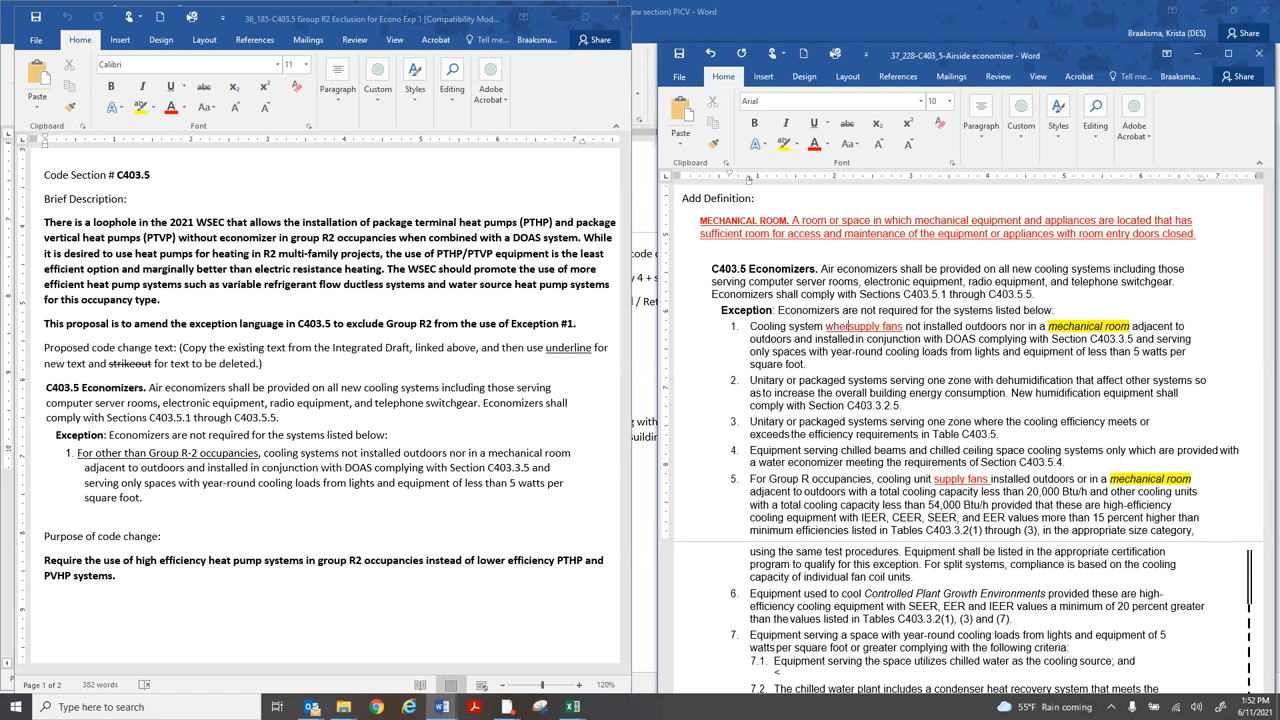 36_185-C403.5 Group R2 Exclusion for Econo Exp 1 [Compatibility Mod...
new section) PICV - Word
Braaksma, Krista (DES)
Share
File Home Insert Design Layout References Mailings Review View Acrobat Tell me... Braaksma... Share
Paste
Clipboard
Calibri 11
Font
Paragraph
Custom
Styles
Editing
Adobe Acrobat
Code Section # C403.5
Brief Description:
There is a loophole in the 2021 WSEC that allows the installation of package terminal heat pumps (PTHP) and package
vertical heat pumps (PTVP) without economizer in group R2 occupancies when combined with a DOAS system. While
it is desired to use heat pumps for heating in R2 multi-family projects, the use of PTHP/PTVP equipment is the least
efficient option and marginally better than electric resistance heating. The WSEC should promote the use of more
efficient heat pump systems such as variable refrigerant flow ductless systems and water source heat pump systems
for this occupancy type.
This proposal is to amend the exception language in C403.5 to exclude Group R2 from the use of Exception #1.
Proposed code change text: (Copy the existing text from the Integrated Draft, linked above, and then use underline for
new text and strikeout for text to be deleted.)
C403.5 Economizers. Air economizers shall be provided on all new cooling systems including those serving
computer server rooms, electronic equipment, radio equipment, and telephone switchgear. Economizers shall
comply with Sections C403.5.1 through C403.5.5.
Exception: Economizers are not required for the systems listed below:
1. For other than Group R-2 occupancies, cooling systems not installed outdoors nor in a mechanical room
adjacent to outdoors and installed in conjunction with DOAS complying with Section C403.3.5 and
serving only spaces with year-round cooling loads from lights and equipment of less than 5 watts per
square foot.
Purpose of code change:
Require the use of high efficiency heat pump systems in group R2 occupancies instead of lower efficiency PTHP and
PVHP systems.
Page 1 of 2 382 words 120%
37_228-C403_5-Airside economizer - Word
File Home Insert Design Layout References Mailings Review View Acrobat Tell me... Braaksma... Share
Paste
Clipboard
Arial 10
Font
Paragraph
Custom
Styles
Editing
Adobe Acrobat
Add Definition:
MECHANICAL ROOM. A room or space in which mechanical equipment and appliances are located that has
sufficient room for access and maintenance of the equipment or appliances with room entry doors closed.
C403.5 Economizers. Air economizers shall be provided on all new cooling systems including those
serving computer server rooms, electronic equipment, radio equipment, and telephone switchgear.
Economizers shall comply with Sections C403.5.1 through C403.5.5.
Exception: Economizers are not required for the systems listed below:
1. Cooling system whersupply fans not installed outdoors nor in a mechanical room adjacent to
outdoors and installed in conjunction with DOAS complying with Section C403.3.5 and serving
only spaces with year-round cooling loads from lights and equipment of less than 5 watts per
square foot.
2. Unitary or packaged systems serving one zone with dehumidification that affect other systems so
as to increase the overall building energy consumption. New humidification equipment shall
comply with Section C403.3.2.5.
3. Unitary or packaged systems serving one zone where the cooling efficiency meets or
exceeds the efficiency requirements in Table C403.5.
4. Equipment serving chilled beams and chilled ceiling space cooling systems only which are provided with
a water economizer meeting the requirements of Section C403.5.4.
5. For Group R occupancies, cooling unit supply fans installed outdoors or in a mechanical room
adjacent to outdoors with a total cooling capacity less than 20,000 Btu/h and other cooling units
with a total cooling capacity less than 54,000 Btu/h provided that these are high-efficiency
cooling equipment with IEER, CEER, SEER, and EER values more than 15 percent higher than
minimum efficiencies listed in Tables C403.3.2(1) through (3), in the appropriate size category,
using the same test procedures. Equipment shall be listed in the appropriate certification
program to qualify for this exception. For split systems, compliance is based on the cooling
capacity of individual fan coil units.
6. Equipment used to cool Controlled Plant Growth Environments provided these are high-
efficiency cooling equipment with SEER, EER and IEER values a minimum of 20 percent greater
than the values listed in Tables C403.3.2(1), (3) and (7).
7. Equipment serving a space with year-round cooling loads from lights and equipment of 5
watts per square foot or greater complying with the following criteria:
7.1. Equipment serving the space utilizes chilled water as the cooling source; and
<
7.2. The chilled water plant includes a condenser heat recovery system that meets the
Type here to search
55°F Raining
1:52 PM
6/11/2021